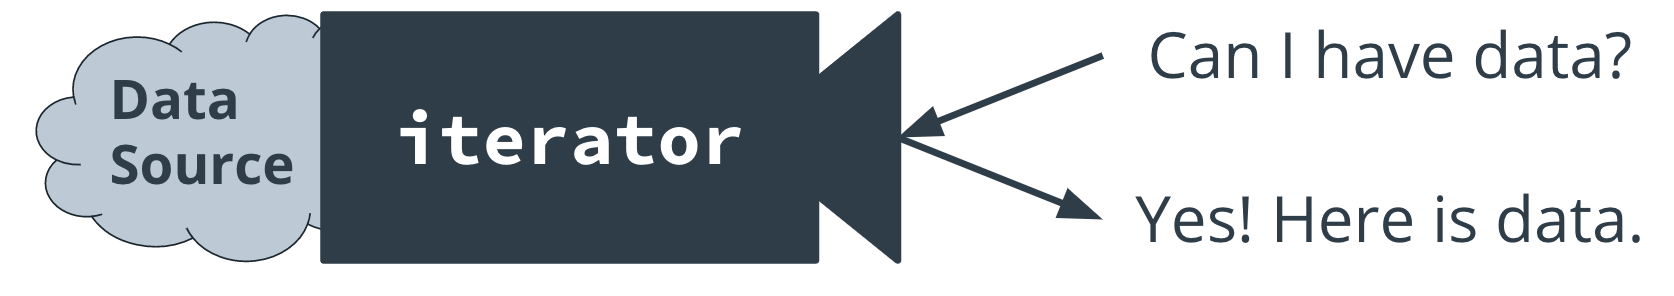 Data
Source
iterator
Can I have data?
Yes! Here is data.